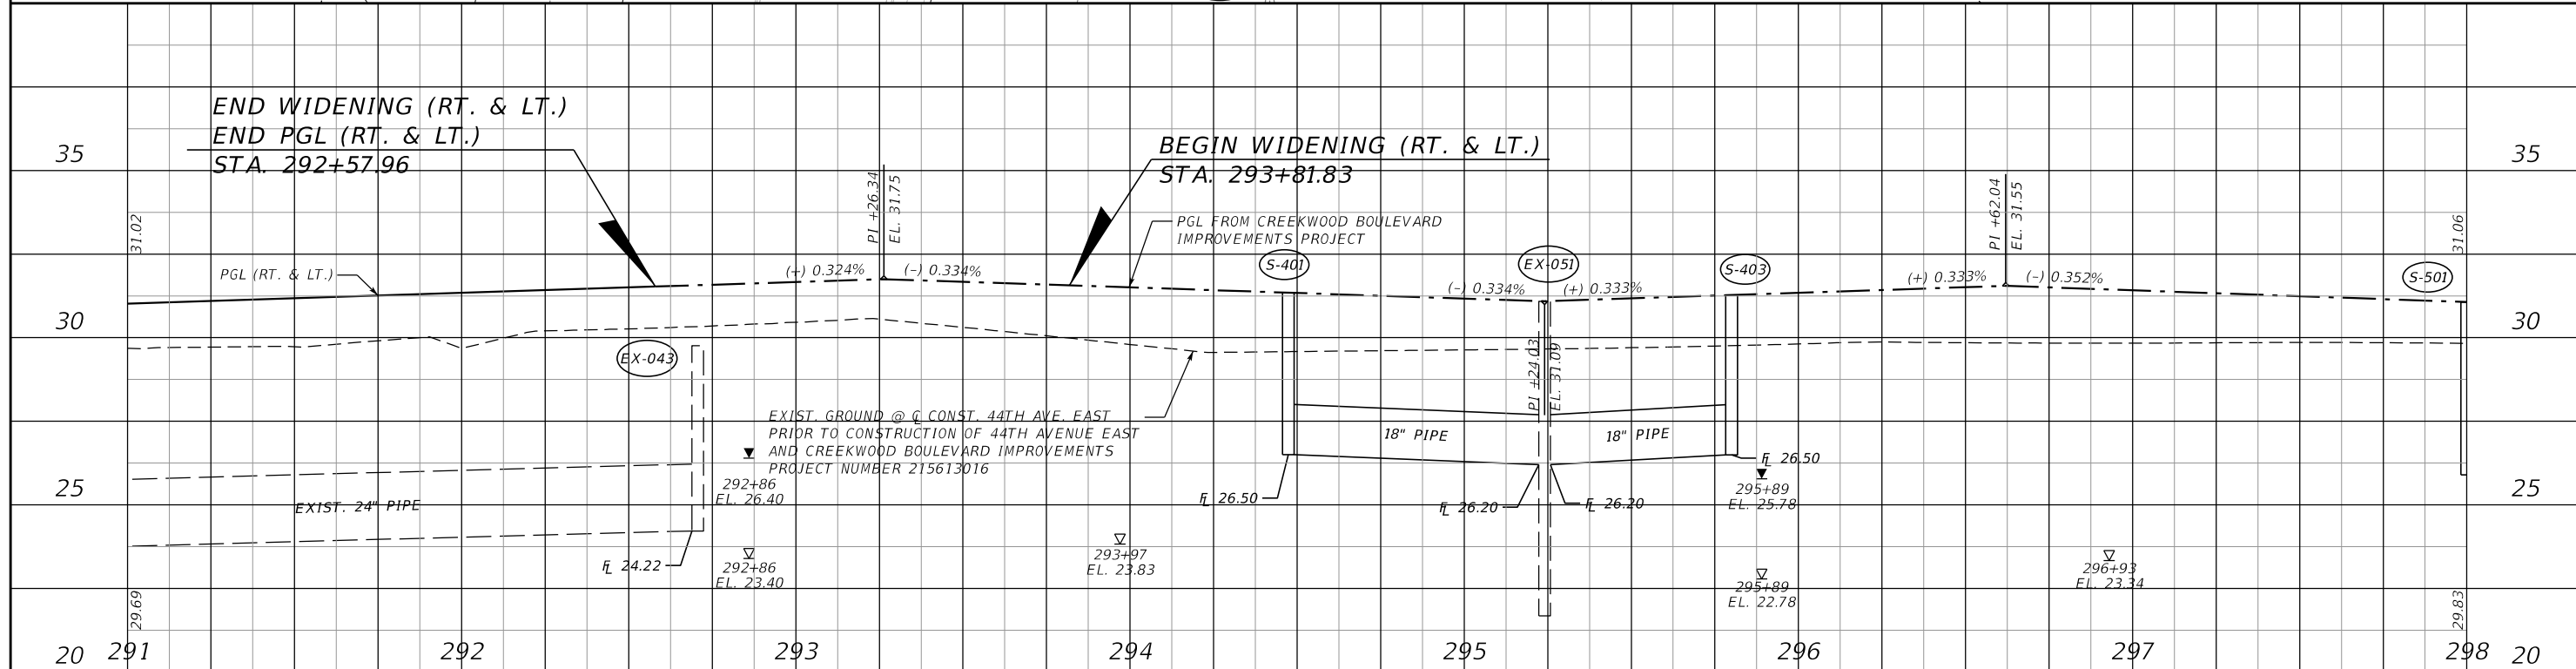 END WIDENING (RT. & LT.)
END PGL (RT. & LT.)
STA. 292+57.96
BEGIN WIDENING (RT. & LT.)
STA. 293+81.83
35
35
PI +26.34
EL. 31.75
PI +62.04
EL. 31.55
31.02
31.06
PGL FROM CREEKWOOD BOULEVARD
IMPROVEMENTS PROJECT
PGL (RT. & LT.)
(+) 0.324%
(-) 0.334%
S-401
EX-051
S-403
S-501
(-) 0.334%
(+) 0.333%
(+) 0.333%
(-) 0.352%
30
30
EX-043
PI +24.03
EL. 31.09
EXIST. GROUND @ ℄ CONST. 44TH AVE. EAST
PRIOR TO CONSTRUCTION OF 44TH AVENUE EAST
AND CREEKWOOD BOULEVARD IMPROVEMENTS
PROJECT NUMBER 215613016
18" PIPE
18" PIPE
FL 26.50
25
25
292+86
EL. 26.40
FL 26.50
FL 26.20
FL 26.20
295+89
EL. 25.78
EXIST. 24" PIPE
FL 24.22
292+86
EL. 23.40
293+97
EL. 23.83
295+89
EL. 22.78
296+93
EL. 23.34
29.69
29.83
20
291
292
293
294
295
296
297
298
20